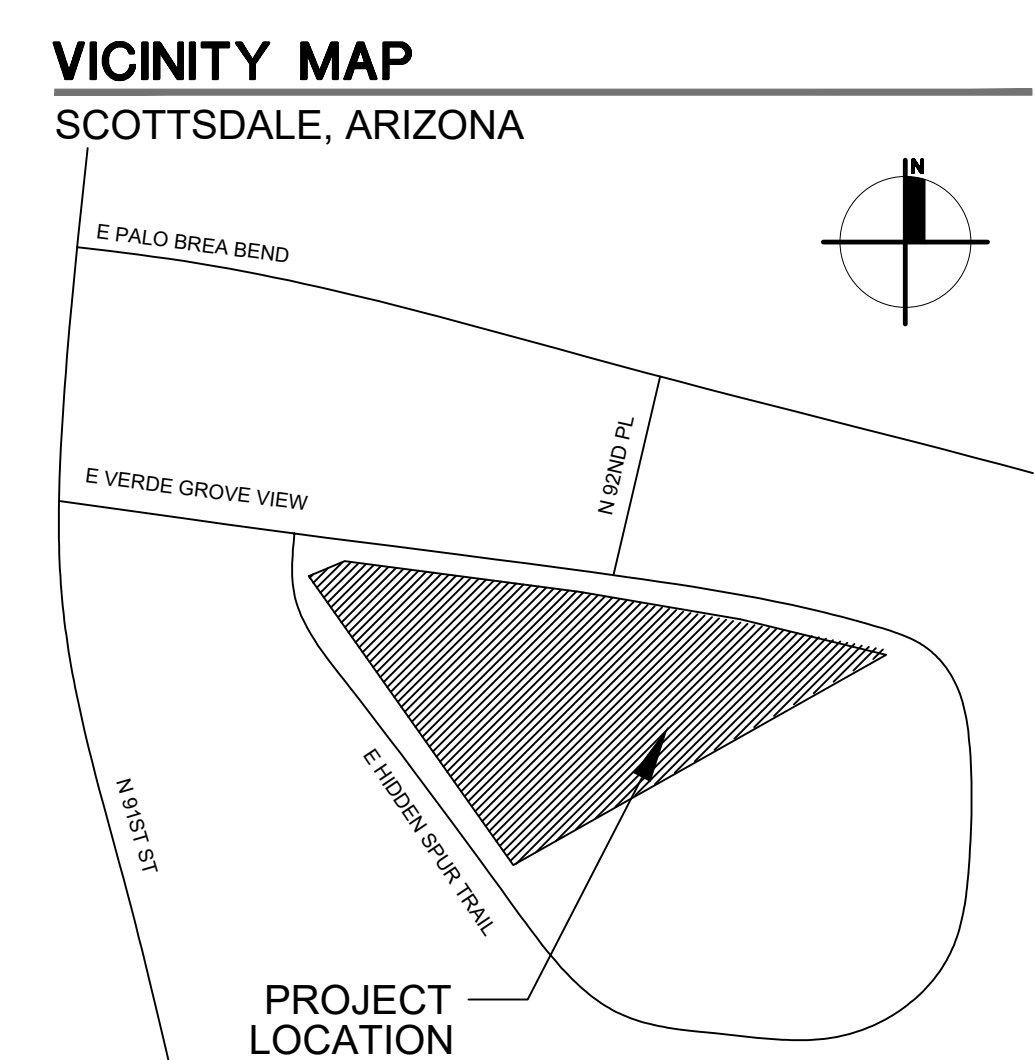 VICINITY MAP
SCOTTSDALE, ARIZONA
N
E PALO BREA BEND
N 92ND PL
E VERDE GROVE VIEW
E HIDDEN SPUR TRAIL
N 91ST ST
PROJECT
LOCATION